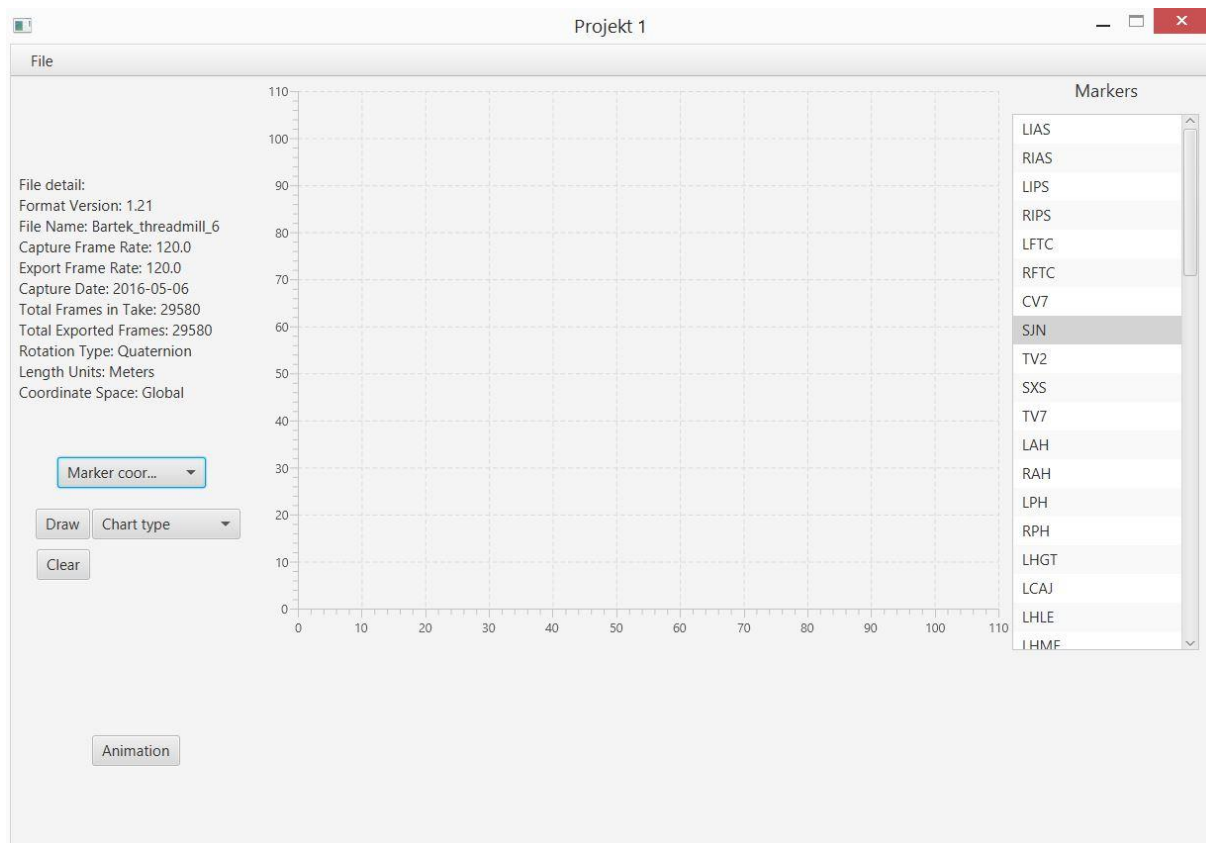 Projekt 1
File
File detail:
Format Version: 1.21
File Name: Bartek_threadmill_6
Capture Frame Rate: 120.0
Export Frame Rate: 120.0
Capture Date: 2016-05-06
Total Frames in Take: 29580
Total Exported Frames: 29580
Rotation Type: Quaternion
Length Units: Meters
Coordinate Space: Global
Marker coor...
Draw Chart type
Clear
Animation
110
100
90
80
70
60
50
40
30
20
10
0
0 10 20 30 40 50 60 70 80 90 100 110
Markers
LIAS
RIAS
LIPS
RIPS
LFTC
RFTC
CV7
SJN
TV2
SXS
TV7
LAH
RAH
LPH
RPH
LHGT
LCAJ
LHLE